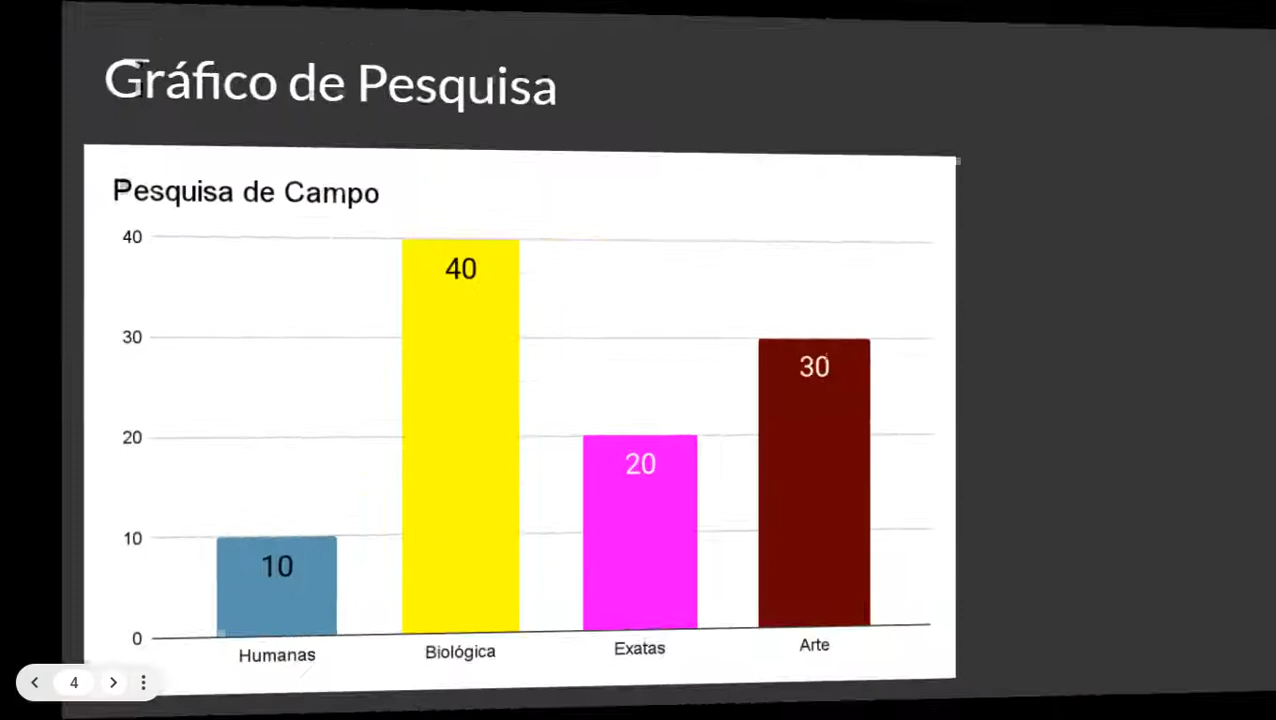 Gráfico de Pesquisa
Pesquisa de Campo
40
30
20
10
0
10
40
20
30
Humanas
Biológica
Exatas
Arte
4